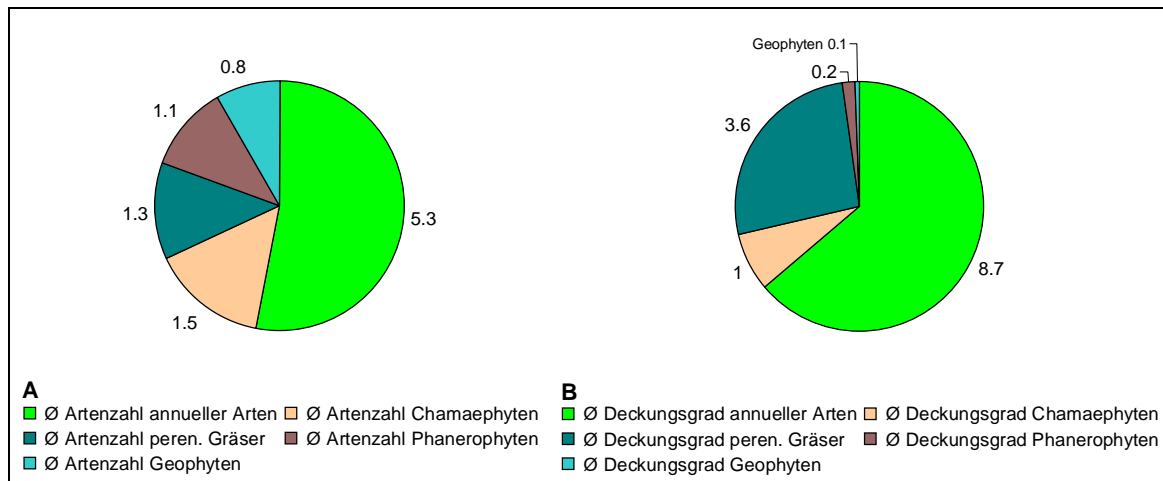 0.8
1.1
1.3
1.5
5.3
Geophyten 0.1
0.2
3.6
1
8.7
A
Ø Artenzahl annueller Arten Ø Artenzahl Chamaephyten
Ø Artenzahl peren. Gräser Ø Artenzahl Phanerophyten
Ø Artenzahl Geophyten
B
Ø Deckungsgrad annueller Arten Ø Deckungsgrad Chamaephyten
Ø Deckungsgrad peren. Gräser Ø Deckungsgrad Phanerophyten
Ø Deckungsgrad Geophyten